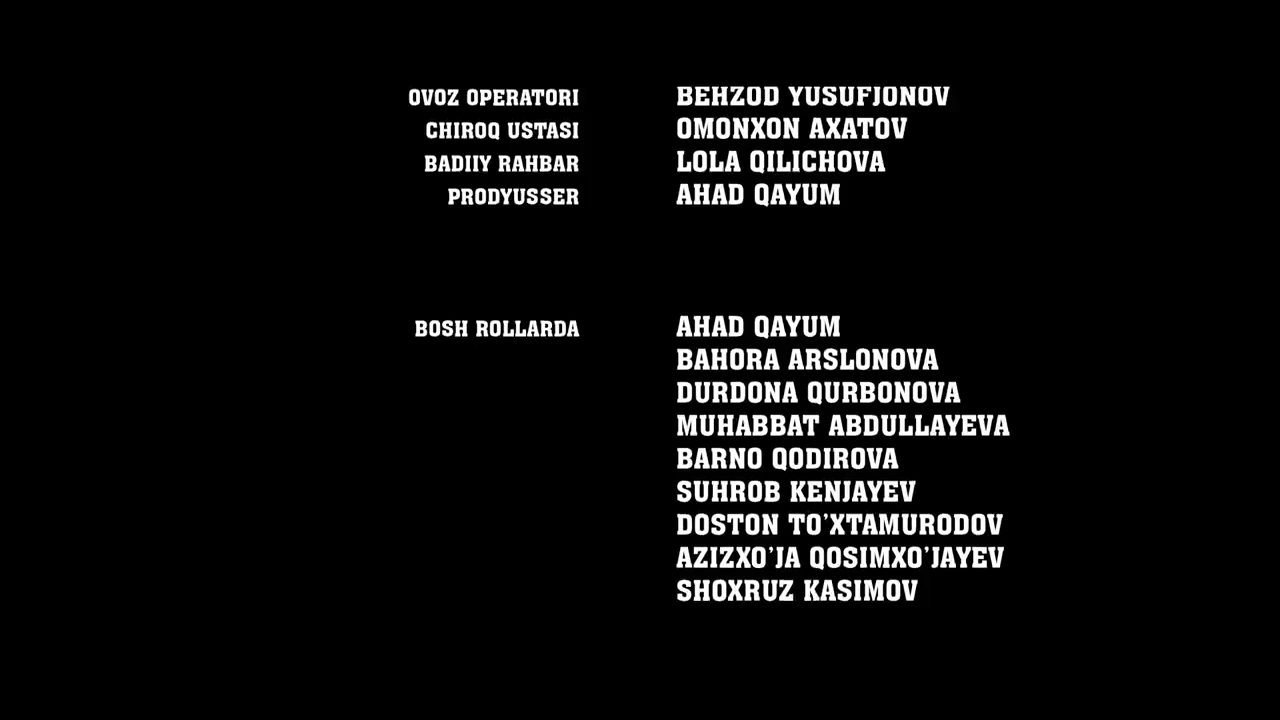 OVOZ OPERATORI BEHZOD YUSUFJONOV
CHIROQ USTASI OMONXON AXATOV
BADIIY RAHBAR LOLA QILICHOVA
PRODYUSSER AHAD QAYUM
BOSH ROLLARDA AHAD QAYUM
BAHORA ARSLONOVA
DURDONA QURBONOVA
MUHABBAT ABDULLAYEVA
BARNO QODIROVA
SUHROB KENJAYEV
DOSTON TO’XTAMURODOV
AZIZXO’JA QOSIMXO’JAYEV
SHOXRUZ KASIMOV